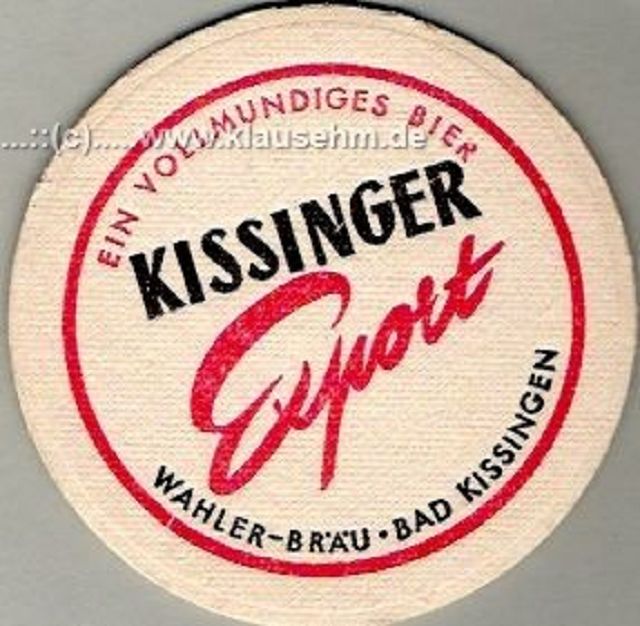 EIN VOLLMUNDIGES BIER
...::(c).... www.klausehm.de
KISSINGER
Export
WAHLER-BRÄU · BAD KISSINGEN